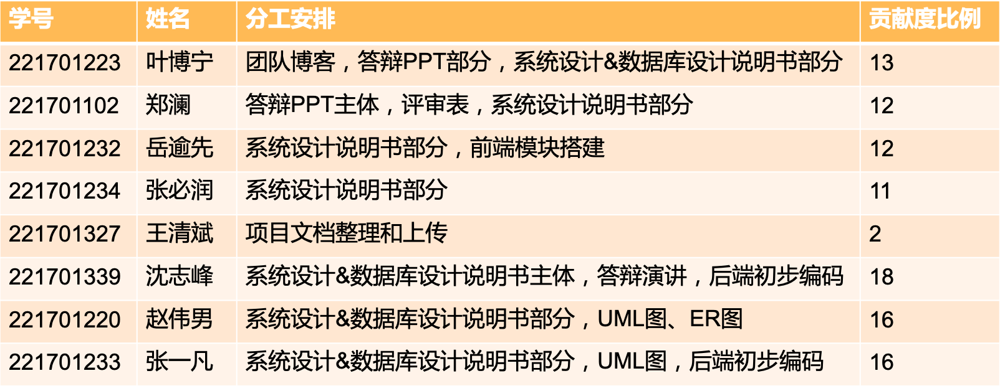 学号 姓名 分工安排 贡献度比例
221701223 叶博宁 团队博客，答辩PPT部分，系统设计&数据库设计说明书部分 13
221701102 郑澜 答辩PPT主体，评审表，系统设计说明书部分 12
221701232 岳逾先 系统设计说明书部分，前端模块搭建 12
221701234 张必润 系统设计说明书部分 11
221701327 王清斌 项目文档整理和上传 2
221701339 沈志峰 系统设计&数据库设计说明书主体，答辩演讲，后端初步编码 18
221701220 赵伟男 系统设计&数据库设计说明书部分，UML图、ER图 16
221701233 张一凡 系统设计&数据库设计说明书部分，UML图，后端初步编码 16